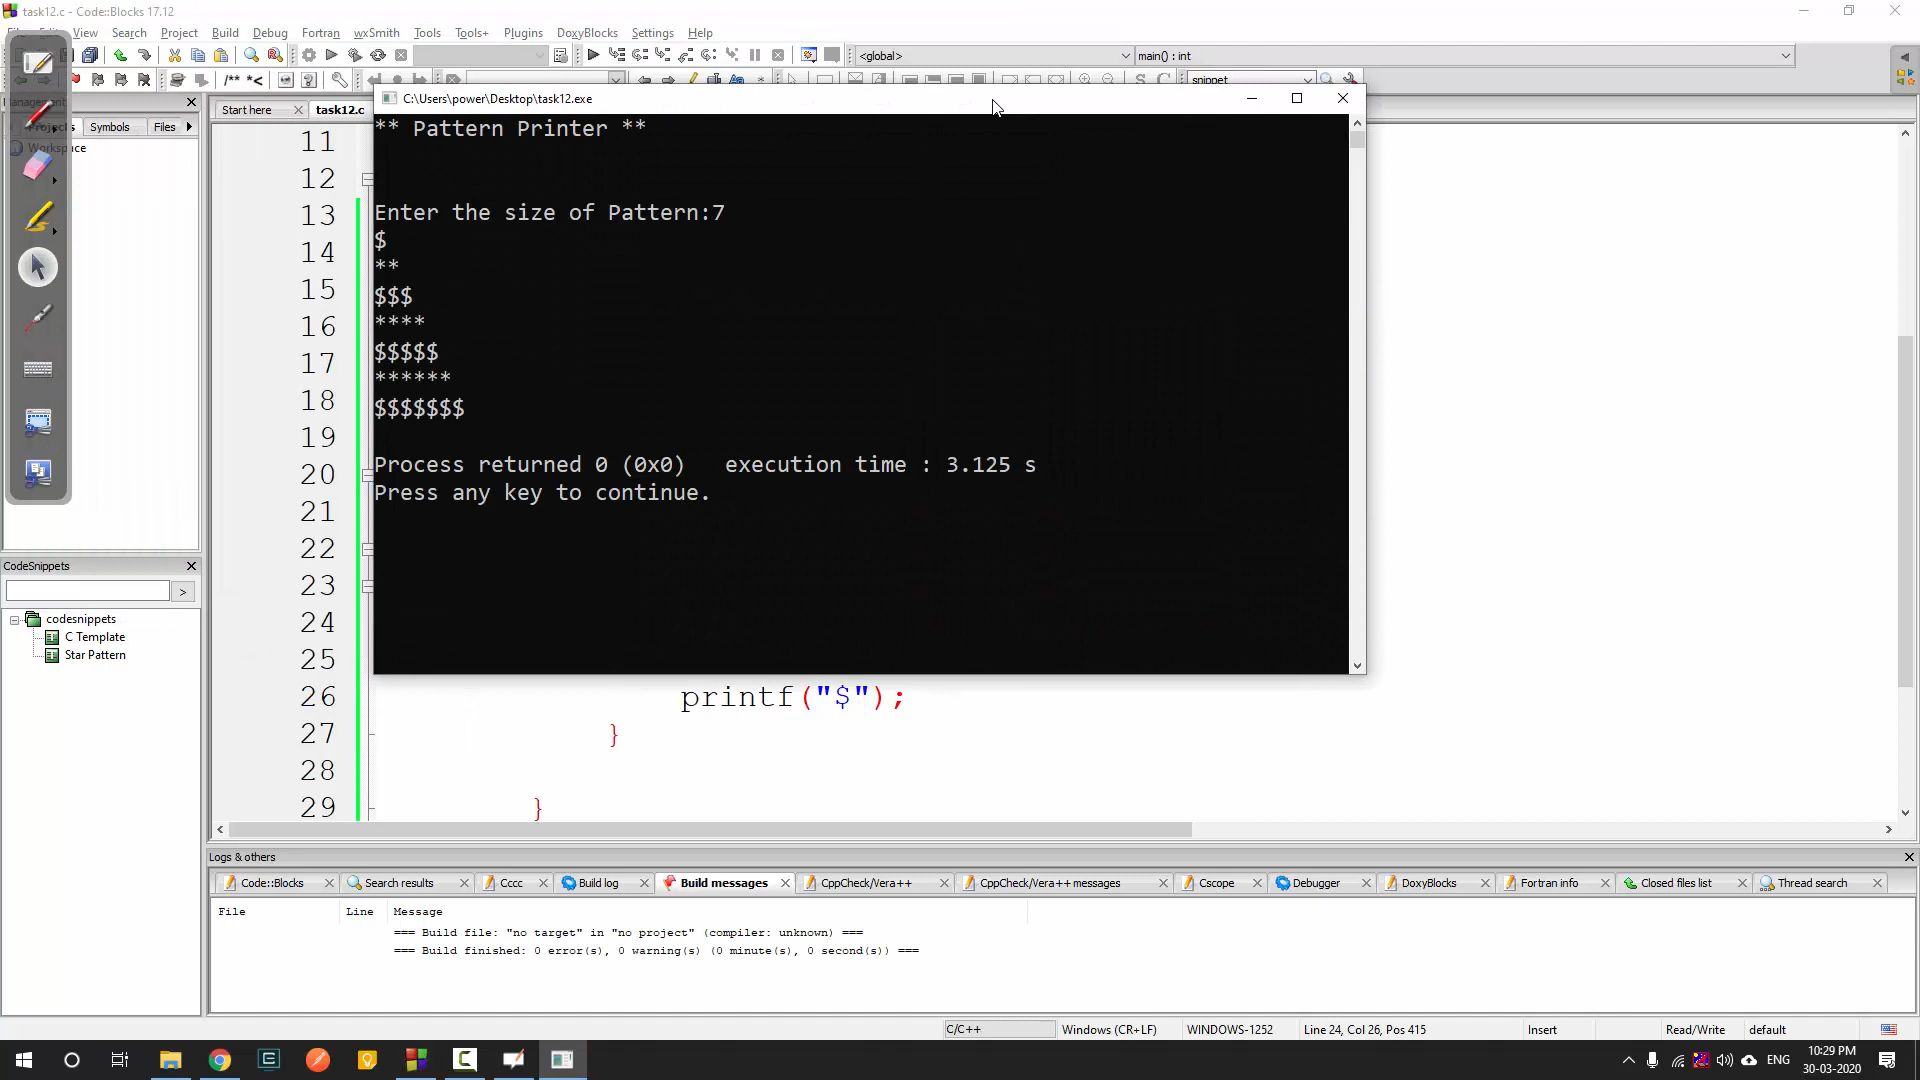 task12.c - Code::Blocks 17.12
View Search Project Build Debug Fortran wxSmith Tools Tools+ Plugins DoxyBlocks Settings Help
<global> main() : int
/** *< snippet
Start here task12.c
Projects Symbols Files
Workspace
C:\Users\power\Desktop\task12.exe
** Pattern Printer **
Enter the size of Pattern:7
$
**
$$$
****
$$$$$
******
$$$$$$$
Process returned 0 (0x0)   execution time : 3.125 s
Press any key to continue.
11
12
13
14
15
16
17
18
19
20
21
22
23
24
25
26 printf("$");
27 }
28
29 }
CodeSnippets
>
codesnippets
C Template
Star Pattern
Logs & others
Code::Blocks Search results Cccc Build log Build messages CppCheck/Vera++ CppCheck/Vera++ messages Cscope Debugger DoxyBlocks Fortran info Closed files list Thread search
File Line Message
=== Build file: "no target" in "no project" (compiler: unknown) ===
=== Build finished: 0 error(s), 0 warning(s) (0 minute(s), 0 second(s)) ===
C/C++ Windows (CR+LF) WINDOWS-1252 Line 24, Col 26, Pos 415 Insert Read/Write default
ENG 10:29 PM
30-03-2020